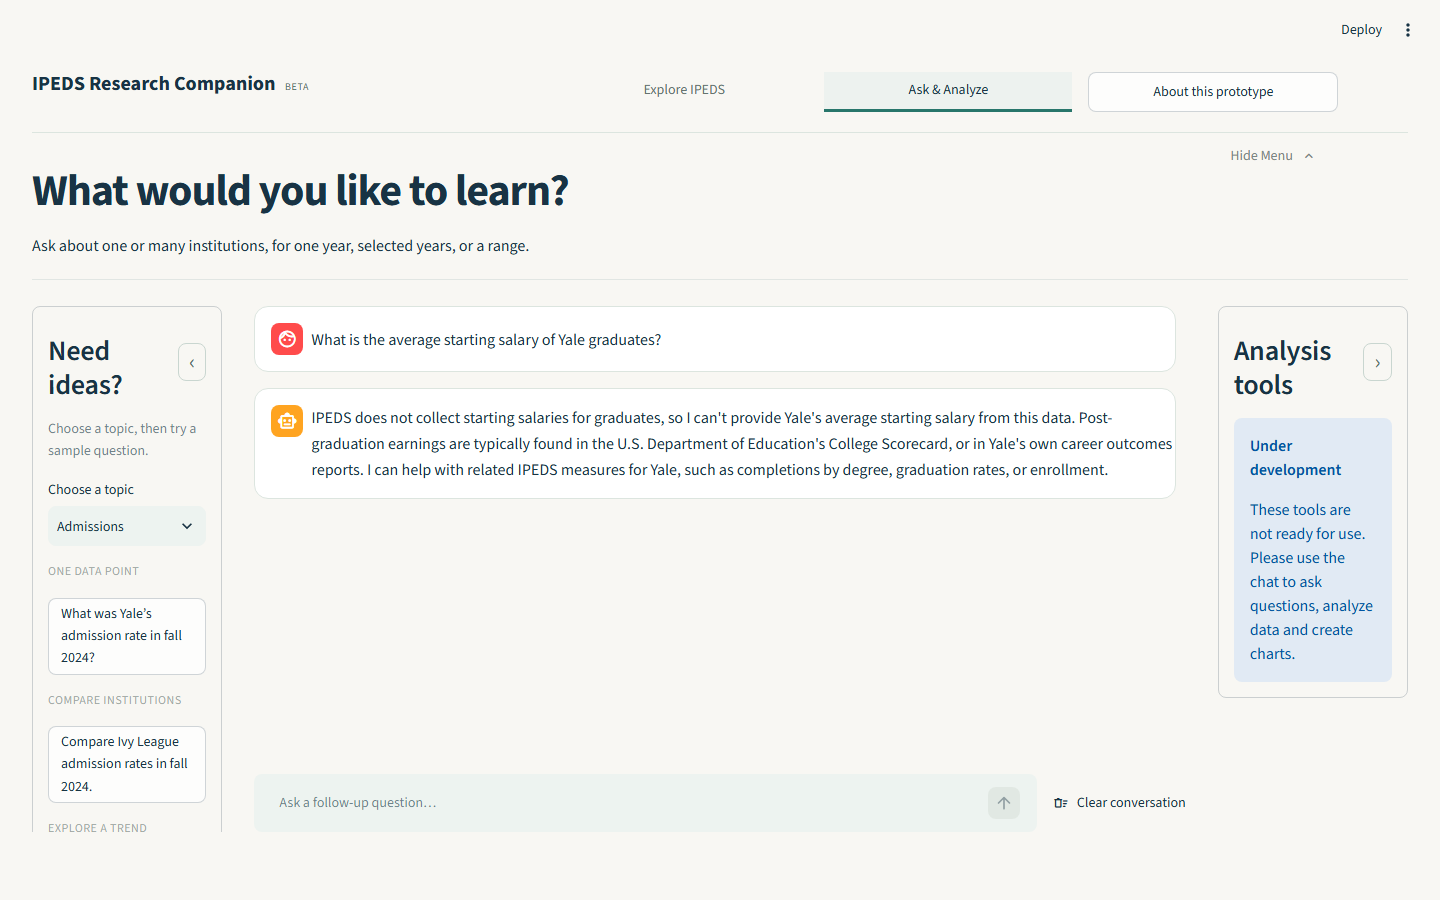 Deploy
IPEDS Research Companion BETA
Explore IPEDS
Ask & Analyze
About this prototype
Hide Menu
What would you like to learn?
Ask about one or many institutions, for one year, selected years, or a range.
Need
ideas?
Choose a topic, then try a
sample question.
Choose a topic
Admissions
ONE DATA POINT
What was Yale’s
admission rate in fall
2024?
COMPARE INSTITUTIONS
Compare Ivy League
admission rates in fall
2024.
EXPLORE A TREND
What is the average starting salary of Yale graduates?
IPEDS does not collect starting salaries for graduates, so I can't provide Yale's average starting salary from this data. Post-
graduation earnings are typically found in the U.S. Department of Education's College Scorecard, or in Yale's own career outcomes
reports. I can help with related IPEDS measures for Yale, such as completions by degree, graduation rates, or enrollment.
Ask a follow-up question…
Clear conversation
Analysis
tools
Under
development
These tools are
not ready for use.
Please use the
chat to ask
questions, analyze
data and create
charts.